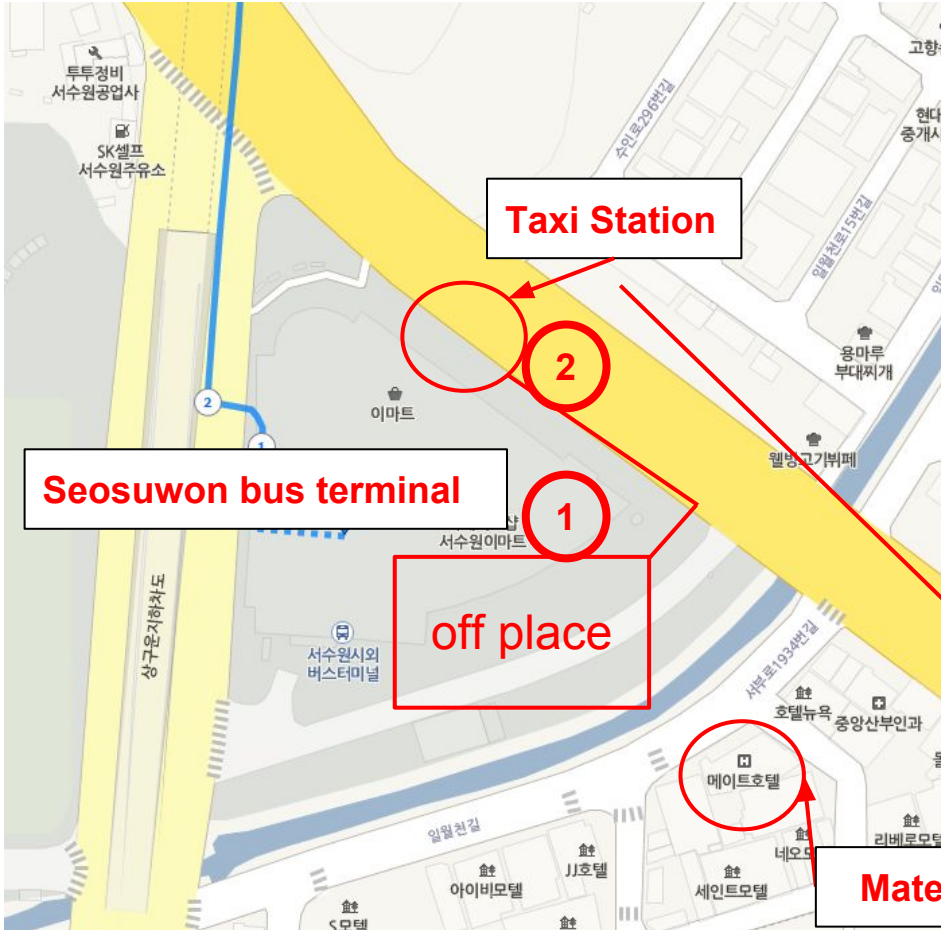 고향
투투정비
서수원공업사
현대
중개사
SK셀프
서수원주유소
수인로296번길
Taxi Station
일월천로15번길
용마루
부대찌개
2
2
이마트
1
웰빙고기뷔페
Seosuwon bus terminal
1
서수원이마트
상구운지하차도
off place
서수원시외
버스터미널
서부로1934번길
호텔뉴욕
중앙산부인과
메이트호텔
일월천길
리베로모텔
JJ호텔
아이비모텔
세인트모텔
Mate
S모텔